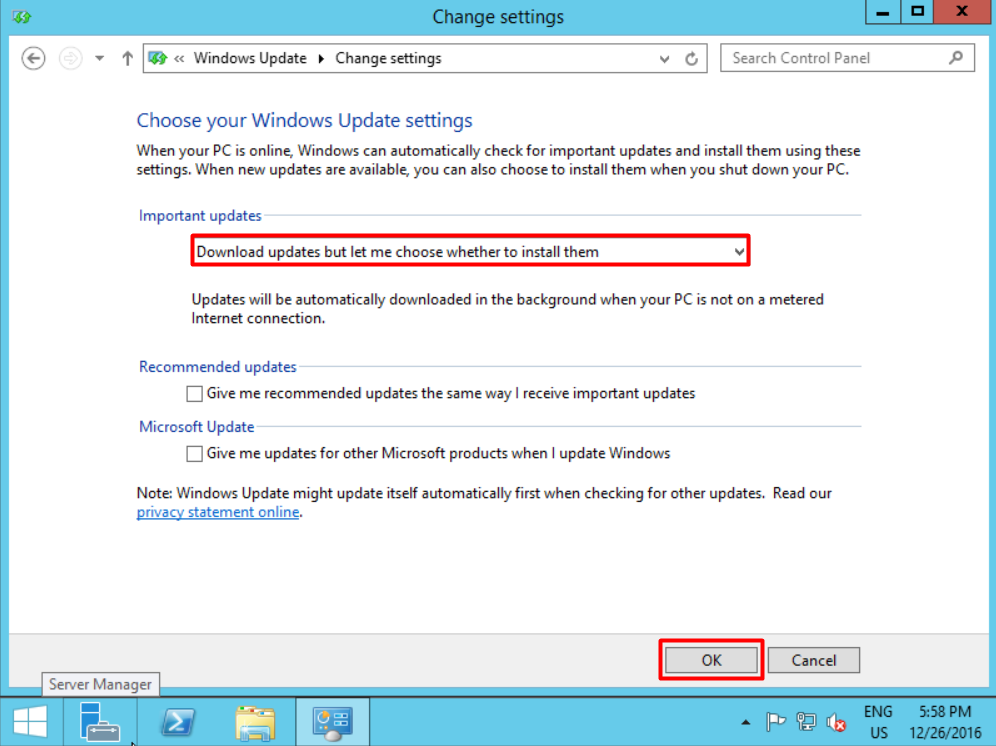 Change settings
« Windows Update Change settings
Search Control Panel
Choose your Windows Update settings
When your PC is online, Windows can automatically check for important updates and install them using these
settings. When new updates are available, you can also choose to install them when you shut down your PC.
Important updates
Download updates but let me choose whether to install them
Updates will be automatically downloaded in the background when your PC is not on a metered
Internet connection.
Recommended updates
Give me recommended updates the same way I receive important updates
Microsoft Update
Give me updates for other Microsoft products when I update Windows
Note: Windows Update might update itself automatically first when checking for other updates.  Read our
privacy statement online.
OK
Cancel
Server Manager
ENG
US
5:58 PM
12/26/2016